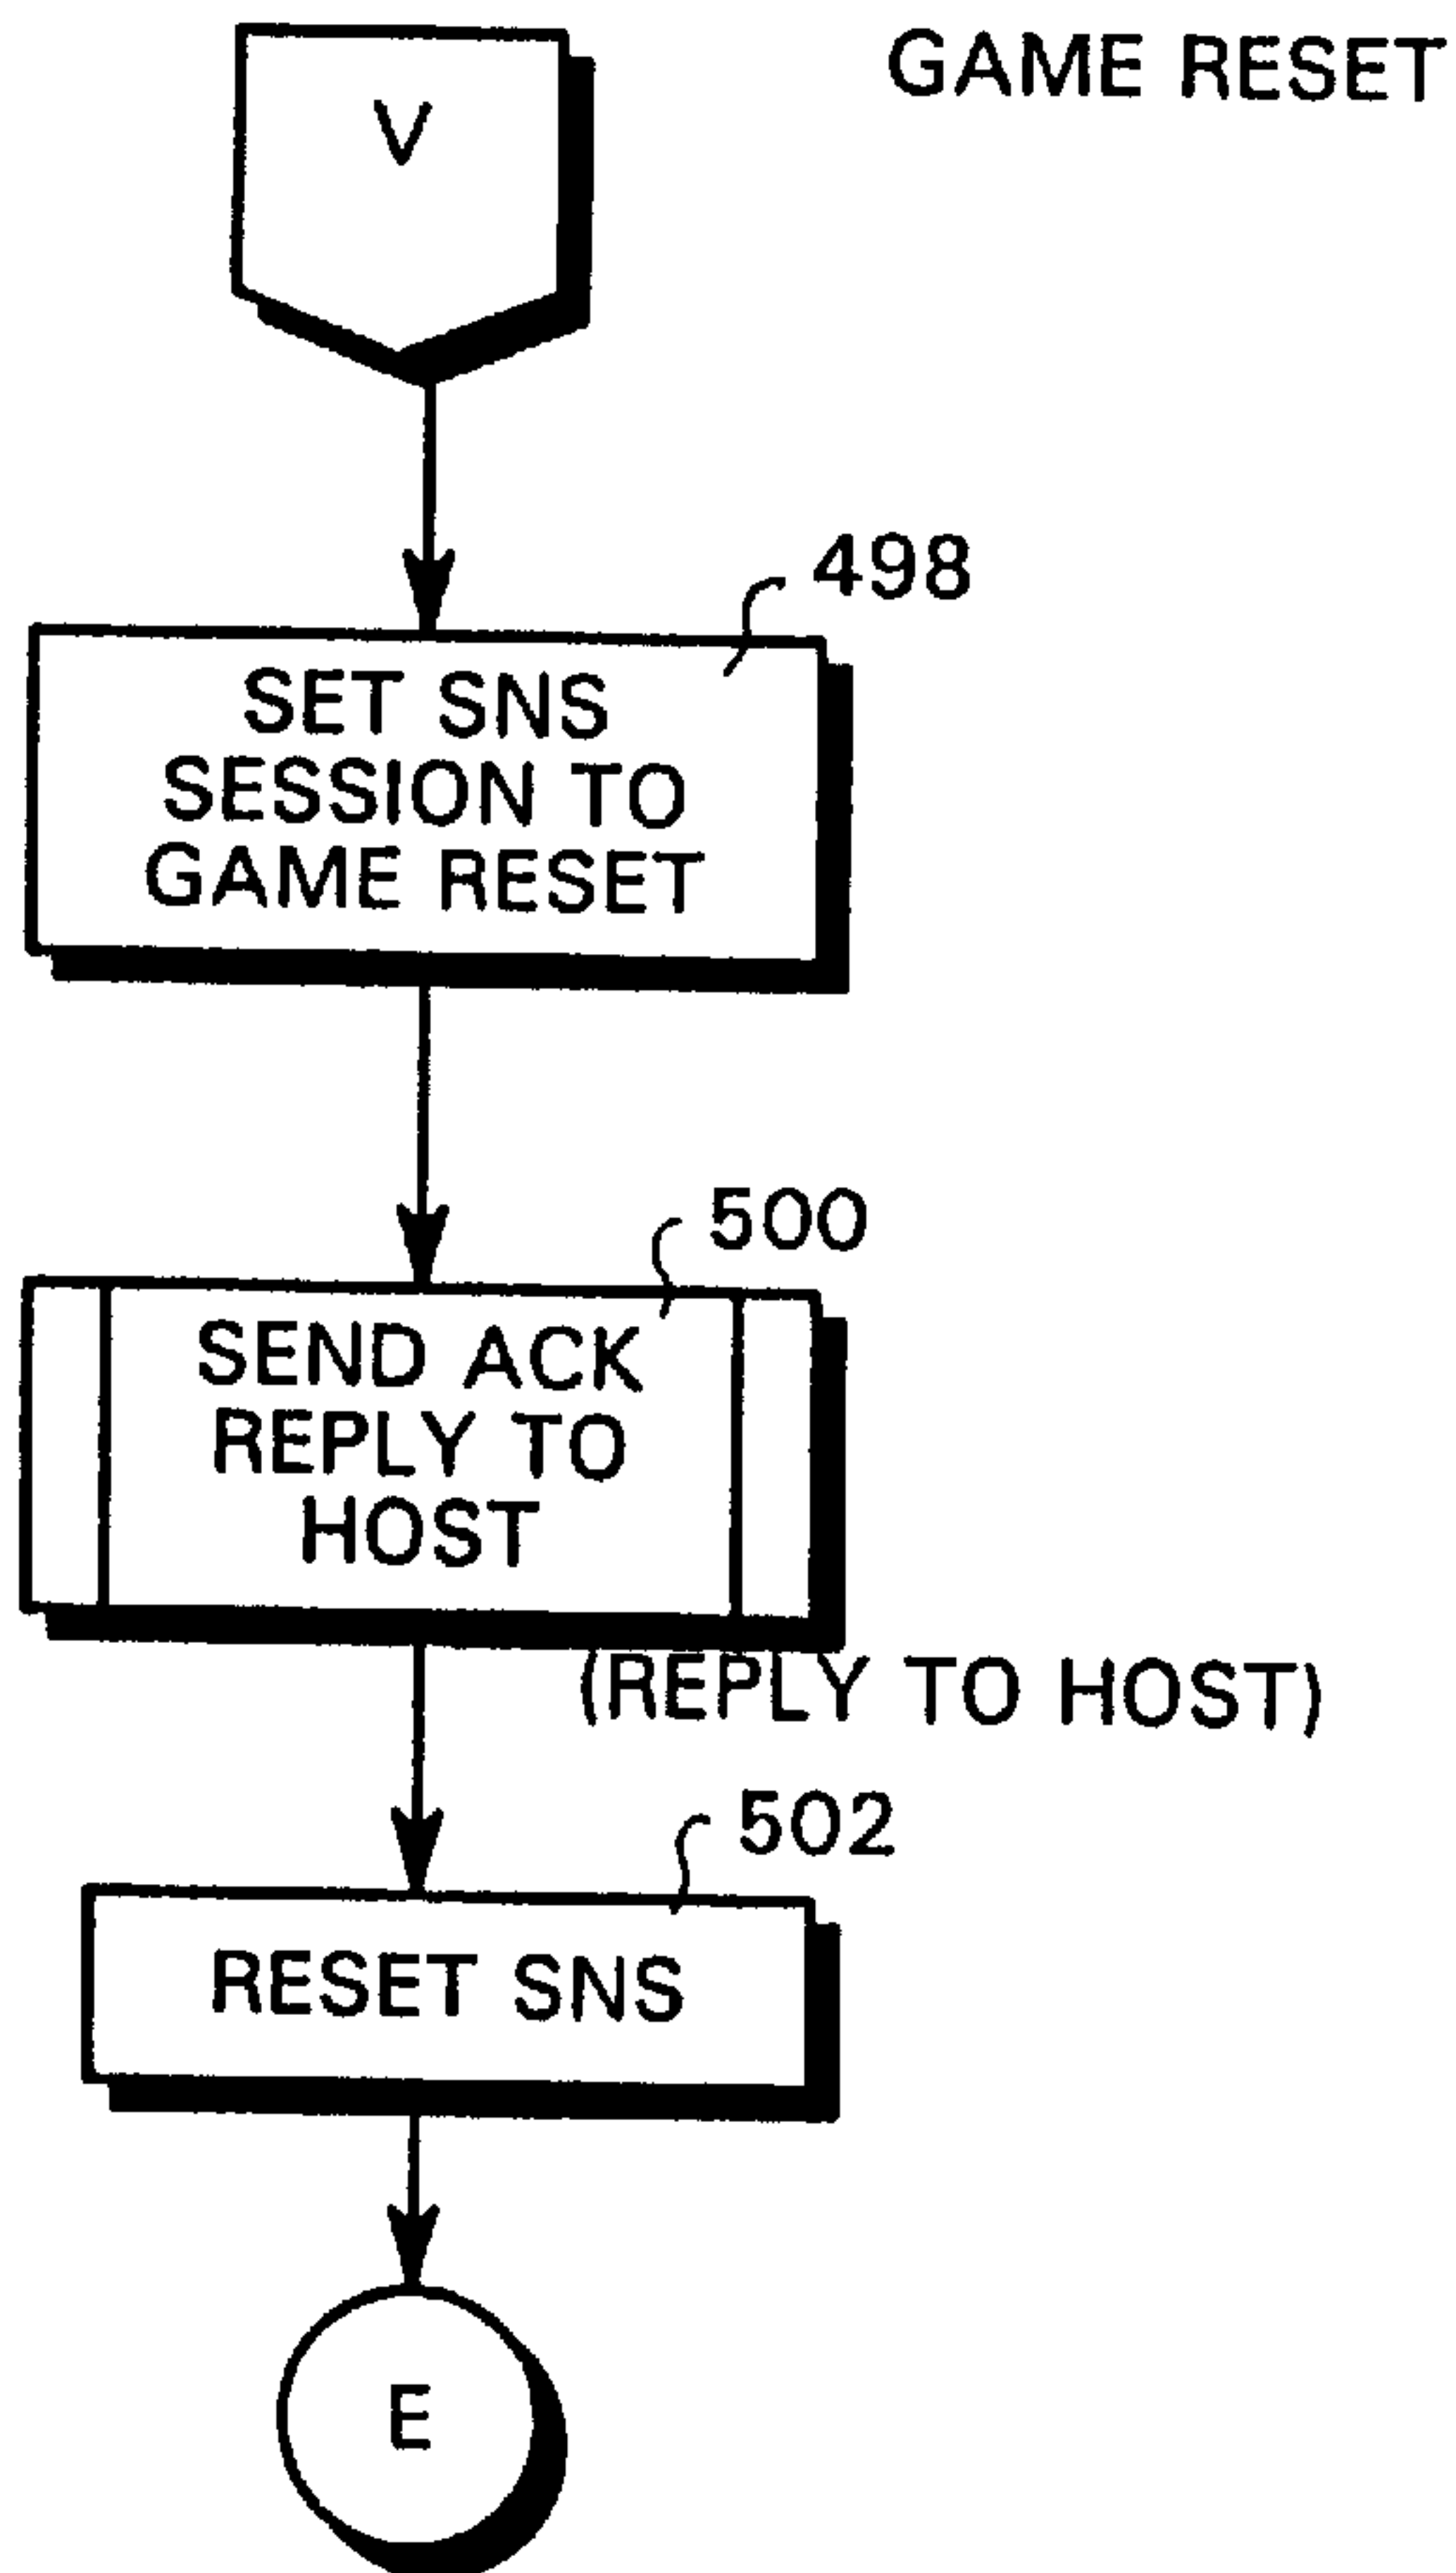 GAME RESET
V
498
SET SNS
SESSION TO
GAME RESET
500
SEND ACK
REPLY TO
HOST
(REPLY TO HOST)
502
RESET SNS
E